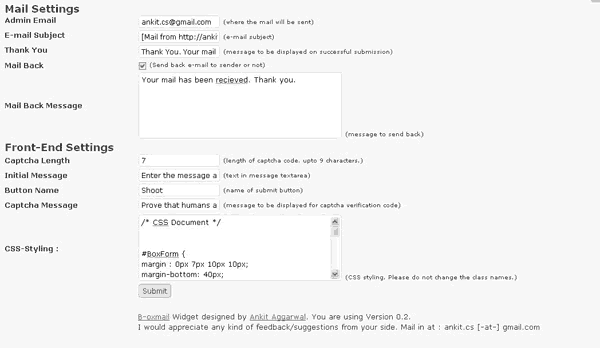 Mail Settings
Admin Email ankit.cs@gmail.com (where the mail will be sent)
E-mail Subject [Mail from http://anki (e-mail subject)
Thank You Thank You. Your mail (message to be displayed on successful submission)
Mail Back (Send back e-mail to sender or not)
Mail Back Message Your mail has been recieved. Thank you. (message to send back)
Front-End Settings
Captcha Length 7 (length of captcha code. upto 9 characters.)
Initial Message Enter the message a (text in message textarea)
Button Name Shoot (name of submit button)
Captcha Message Prove that humans a (message to be displayed for captcha verification code)
CSS-Styling :
/* CSS Document */
#BoxForm {
margin : 0px 7px 10px 10px;
margin-bottom: 40px;
(CSS styling. Please do not change the class names.)
Submit
B-oxmail Widget designed by Ankit Aggarwal. You are using Version 0.2.
I would appreciate any kind of feedback/suggestions from your side. Mail in at : ankit.cs [-at-] gmail.com